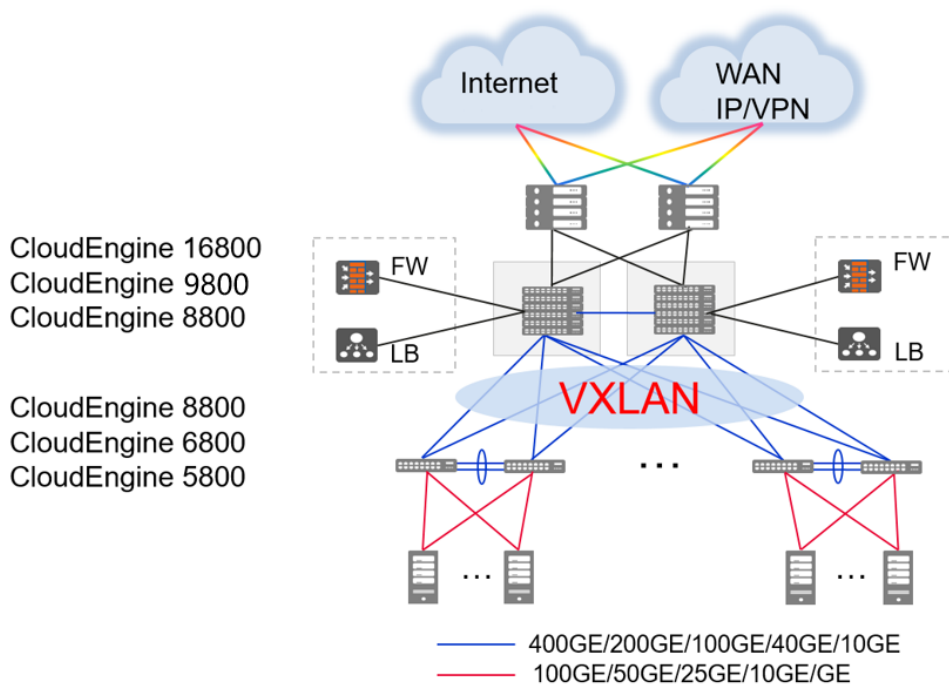 Internet
WAN
IP/VPN
CloudEngine 16800
CloudEngine 9800
CloudEngine 8800
FW
LB
FW
LB
VXLAN
CloudEngine 8800
CloudEngine 6800
CloudEngine 5800
...
...
...
400GE/200GE/100GE/40GE/10GE
100GE/50GE/25GE/10GE/GE